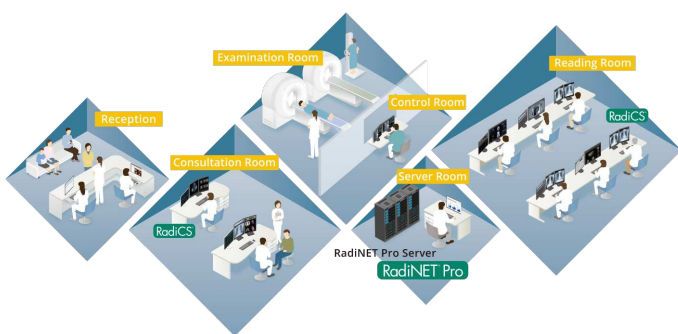 Examination Room
Reading Room
Control Room
Reception
RadiCS
Consultation Room
Server Room
RadiCS
RadiNET Pro Server
RadiNET Pro